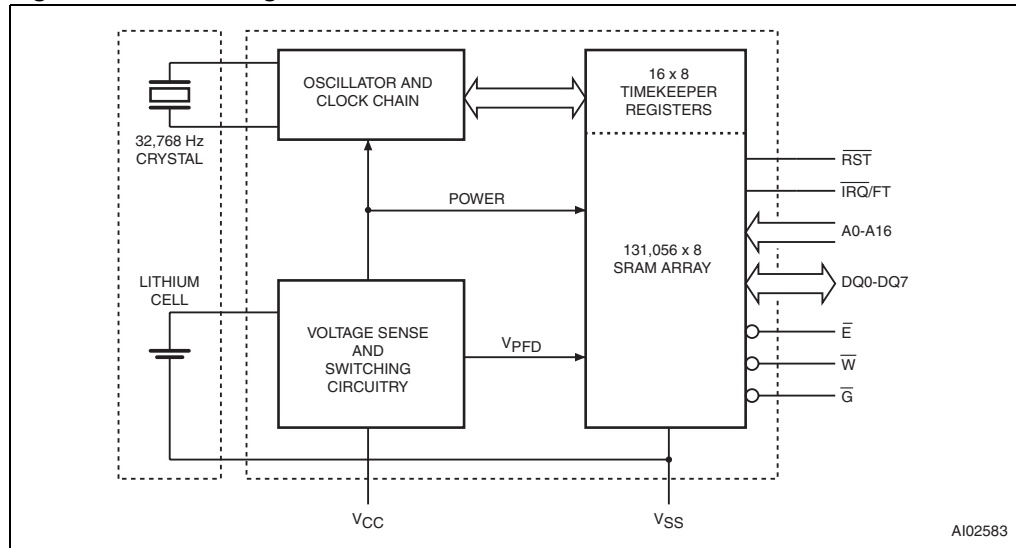 OSCILLATOR AND
CLOCK CHAIN
16 x 8
TIMEKEEPER
REGISTERS
32,768 Hz
CRYSTAL
RST
IRQ/FT
POWER
A0-A16
131,056 x 8
SRAM ARRAY
LITHIUM
CELL
DQ0-DQ7
VOLTAGE SENSE
AND
SWITCHING
CIRCUITRY
VPFD
E
W
G
VCC
VSS
AI02583